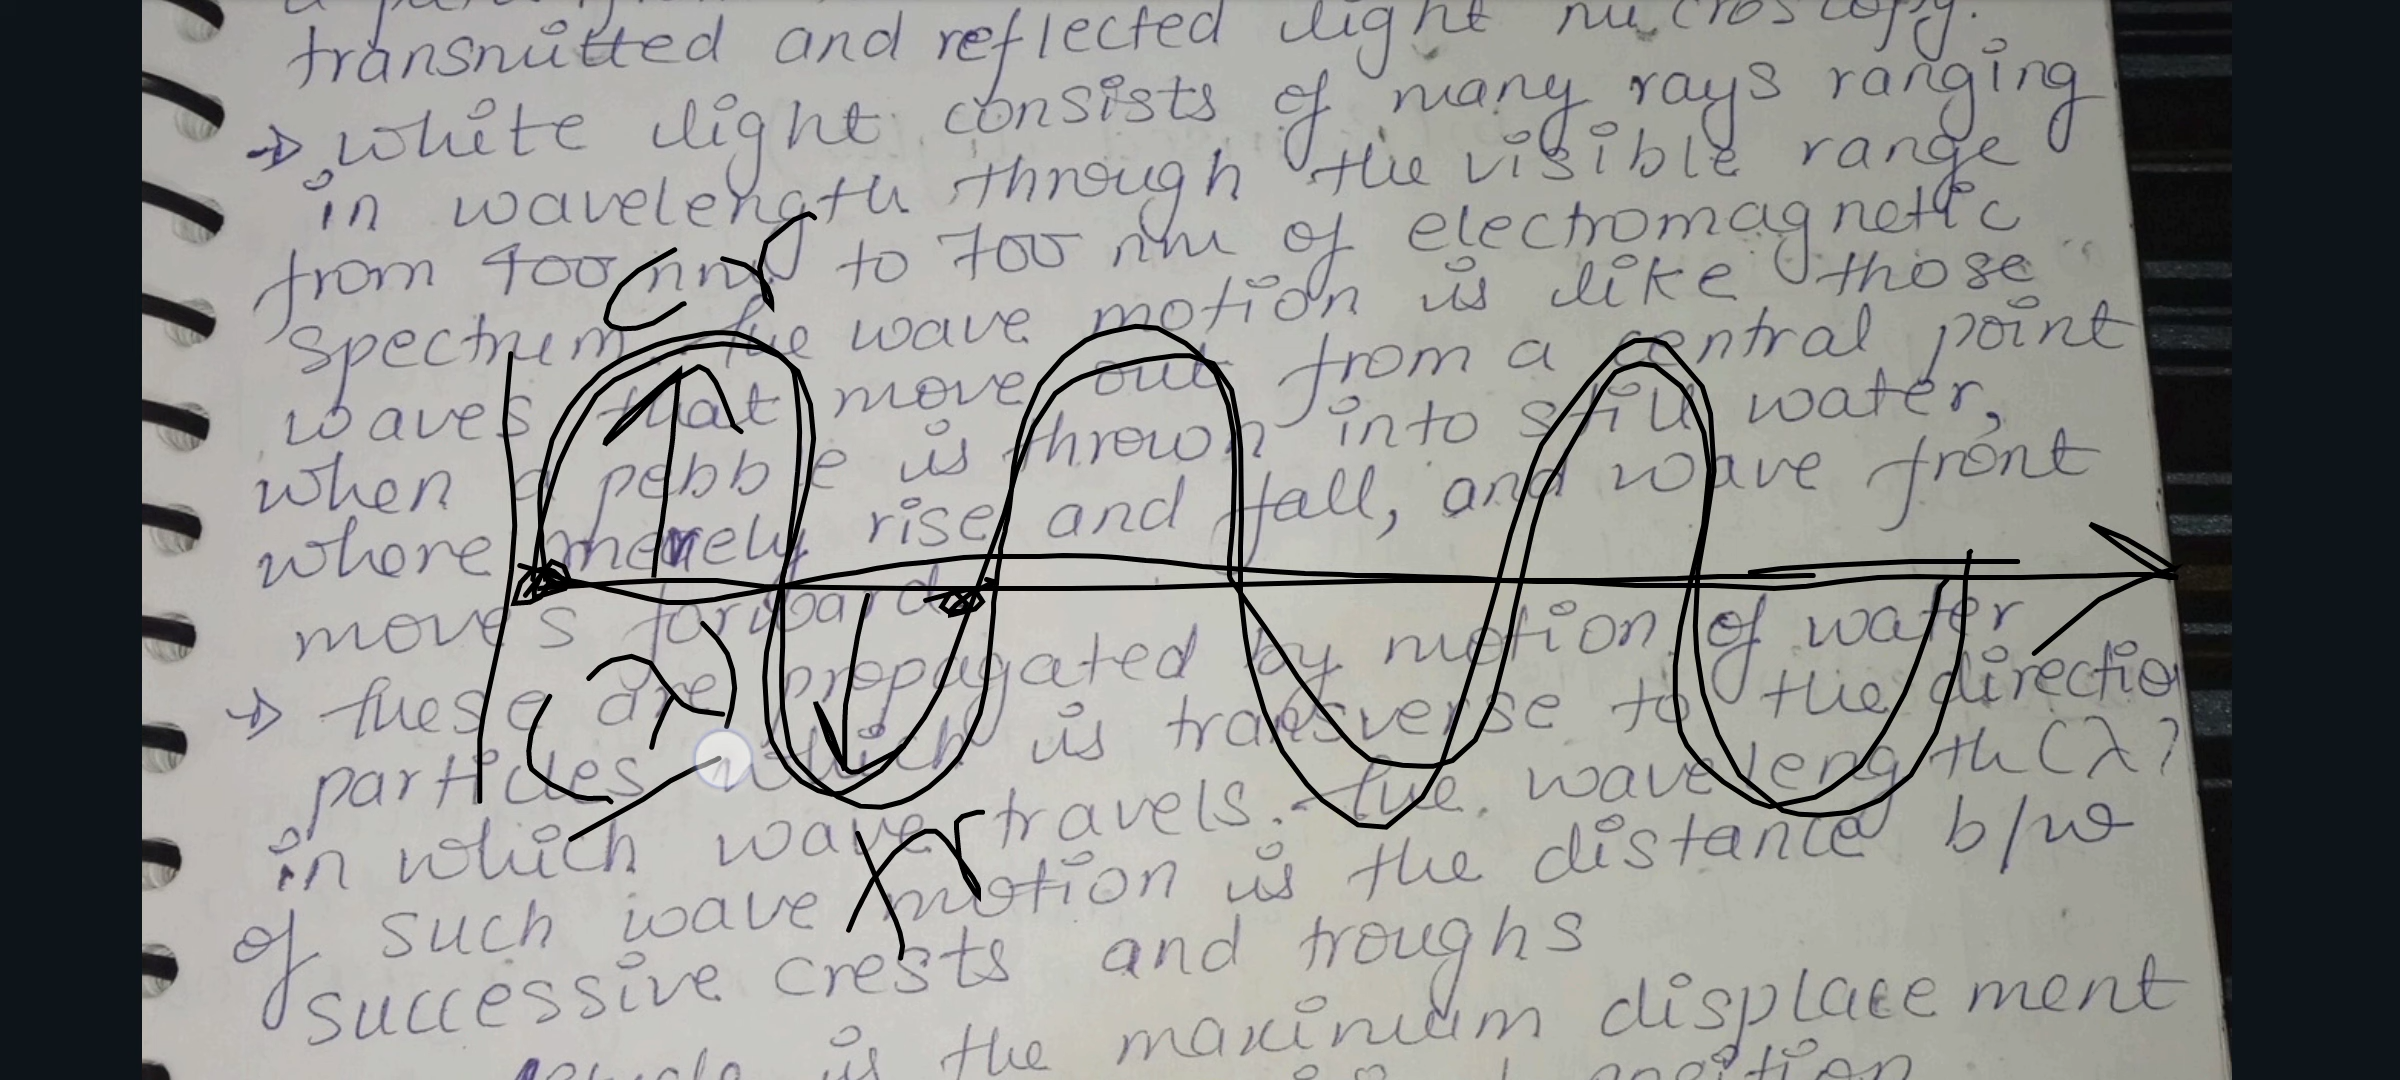 transmitted and reflected light microscopy.
→ white light consists of many rays ranging
in wavelength through the visible range
from 400 nm to 700 nm of electromagnetic
spectrum. The wave motion is like those
waves that move out from a central point
when a pebble is thrown into still water,
where merely rise and fall, and wave front
moves forward.
→ these are propagated by motion of water
particles which is transverse to the directio
in which wave travels. The wavelength (λ)
of such wave motion is the distance b/w
successive crests and troughs
is the maximum displacement